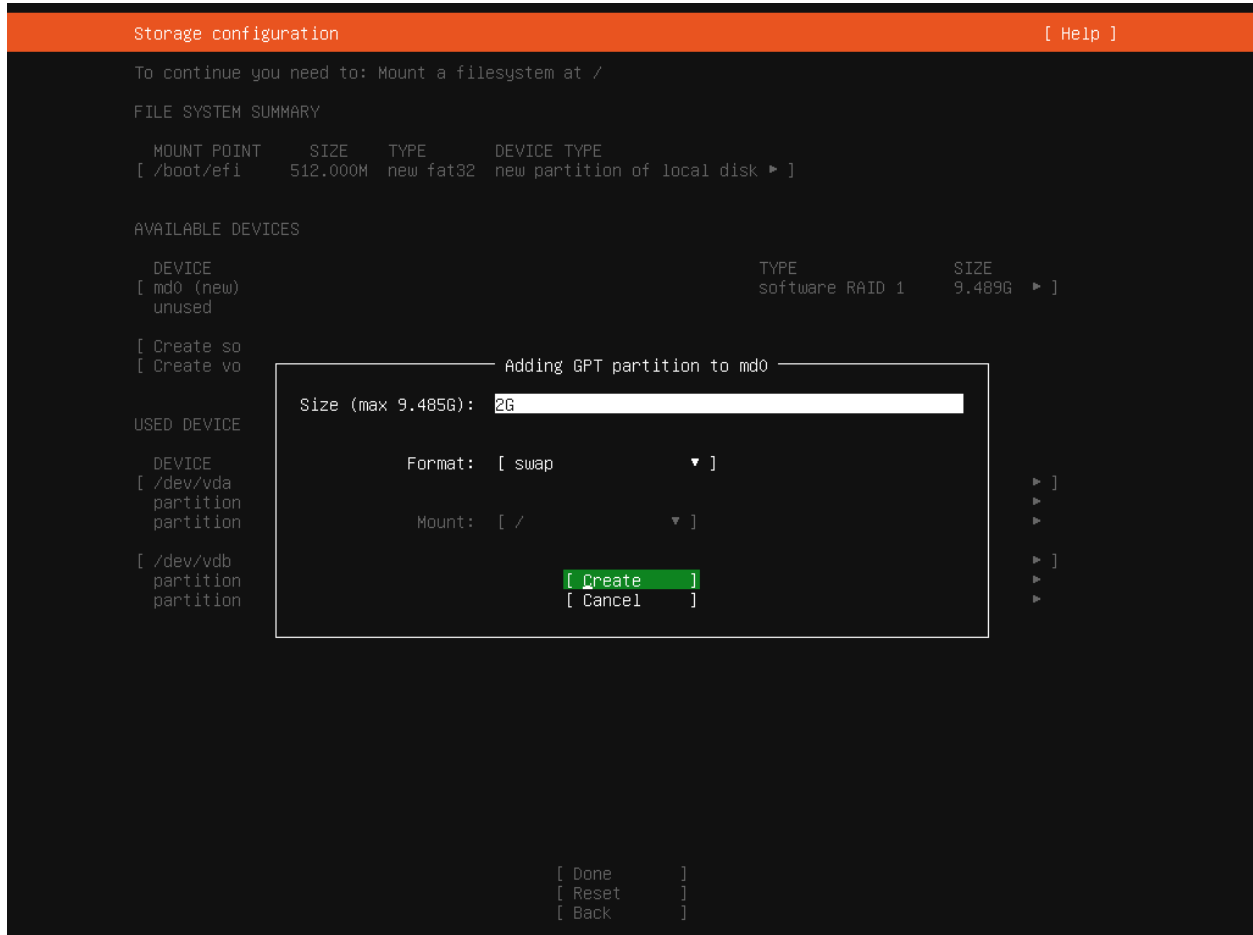 Storage configuration [ Help ]
To continue you need to: Mount a filesystem at /
FILE SYSTEM SUMMARY
MOUNT POINT SIZE TYPE DEVICE TYPE
[ /boot/efi 512.000M new fat32 new partition of local disk ▸ ]
AVAILABLE DEVICES
DEVICE TYPE SIZE
[ md0 (new) software RAID 1 9.489G ▸ ]
unused
[ Create so
[ Create vo
Adding GPT partition to md0
Size (max 9.485G): 2G
USED DEVICE
Format: [ swap ▾ ]
DEVICE
[ /dev/vda ▸ ]
partition ▸
partition ▸
Mount: [ / ▾ ]
[ /dev/vdb ▸ ]
partition ▸
partition ▸
[ Create ]
[ Cancel ]
[ Done ]
[ Reset ]
[ Back ]